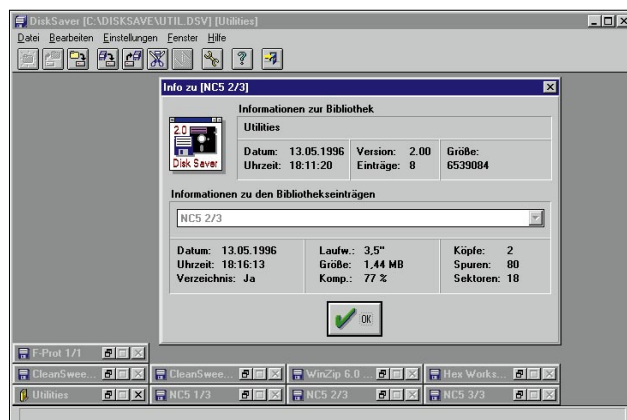 DiskSaver [C:\DISKSAVE\UTIL.DSV] [Utilities]
Datei Bearbeiten Einstellungen Fenster Hilfe
Info zu [NC5 2/3]
2.0
Disk Saver
Informationen zur Bibliothek
Utilities
Datum: 13.05.1996 Version: 2.00 Größe:
Uhrzeit: 18:11:20 Einträge: 8 6539084
Informationen zu den Bibliothekseinträgen
NC5 2/3
Datum: 13.05.1996 Laufw.: 3,5" Köpfe: 2
Uhrzeit: 18:16:13 Größe: 1,44 MB Spuren: 80
Verzeichnis: Ja Komp.: 77 % Sektoren: 18
OK
F-Prot 1/1
CleanSwee... CleanSwee... WinZip 6.0 ... Hex Works...
Utilities NC5 1/3 NC5 2/3 NC5 3/3